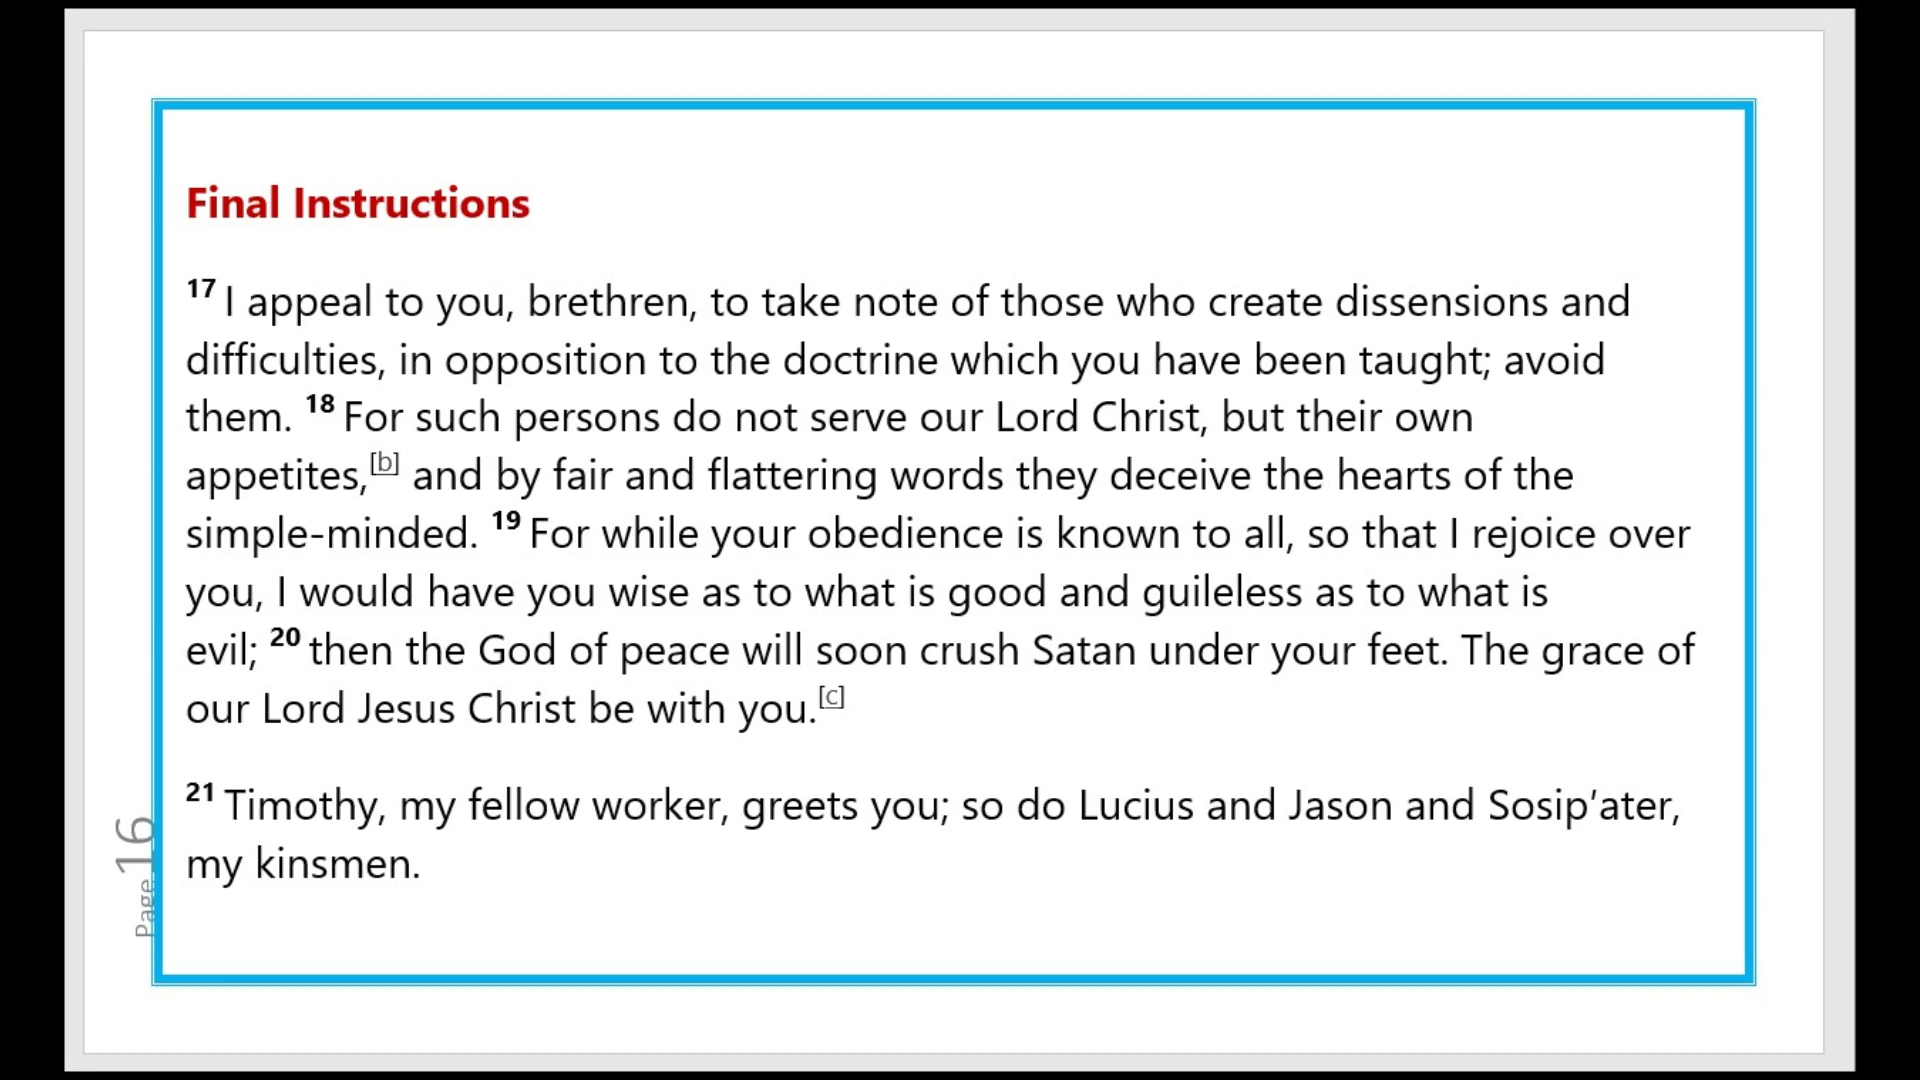 Final Instructions
17 I appeal to you, brethren, to take note of those who create dissensions and
difficulties, in opposition to the doctrine which you have been taught; avoid
them. 18 For such persons do not serve our Lord Christ, but their own
appetites,[b] and by fair and flattering words they deceive the hearts of the
simple-minded. 19 For while your obedience is known to all, so that I rejoice over
you, I would have you wise as to what is good and guileless as to what is
evil; 20 then the God of peace will soon crush Satan under your feet. The grace of
our Lord Jesus Christ be with you.[c]
21 Timothy, my fellow worker, greets you; so do Lucius and Jason and Sosip′ater,
my kinsmen.
Page 16